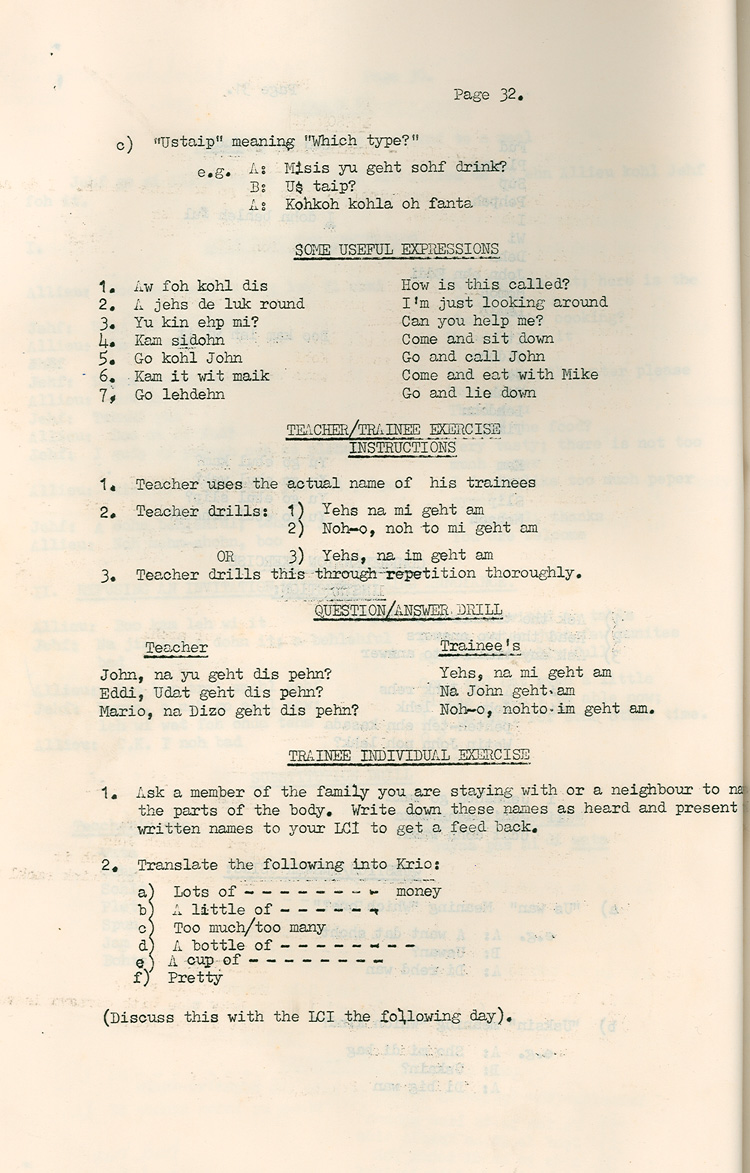 Page 32.
c) "Ustaip" meaning "Which type?"
e.g. A: Misis yu geht sohf drink?
B: Us taip?
A: Kohkoh kohla oh fanta
SOME USEFUL EXPRESSIONS
1. Aw foh kohl dis How is this called?
2. A jehs de luk round I'm just looking around
3. Yu kin ehp mi? Can you help me?
4. Kam sidohn Come and sit down
5. Go kohl John Go and call John
6. Kam it wit maik Come and eat with Mike
7. Go lehdehn Go and lie down
TEACHER/TRAINEE EXERCISE
INSTRUCTIONS
1. Teacher uses the actual name of his trainees
2. Teacher drills: 1) Yehs na mi geht am
2) Noh-o, noh to mi geht am
OR 3) Yehs, na im geht am
3. Teacher drills this through repetition thoroughly.
QUESTION/ANSWER DRILL
Teacher Trainee's
John, na yu geht dis pehn? Yehs, na mi geht am
Eddi, Udat geht dis pehn? Na John geht am
Mario, na Dizo geht dis pehn? Noh-o, nohto im geht am.
TRAINEE INDIVIDUAL EXERCISE
1. Ask a member of the family you are staying with or a neighbour to na
the parts of the body. Write down these names as heard and present
written names to your LCI to get a feed back.
2. Translate the following into Krio:
a) Lots of - - - - - - - - money
b) A little of - - - - - -
c) Too much/too many
d) A bottle of - - - - - - - -
e) A cup of - - - - - - - -
f) Pretty
(Discuss this with the LCI the following day).